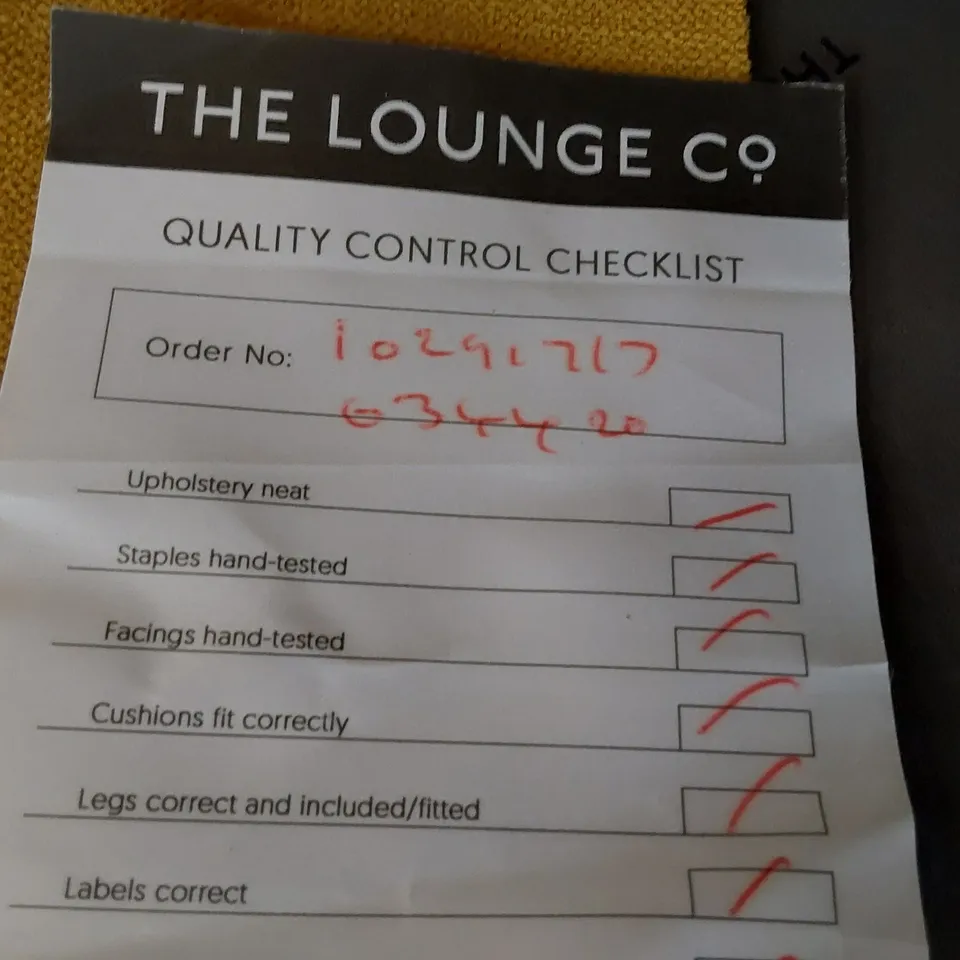 THE LOUNGE Cº
QUALITY CONTROL CHECKLIST
Order No: 10291717
634420
Upholstery neat
Staples hand-tested
Facings hand-tested
Cushions fit correctly
Legs correct and included/fitted
Labels correct